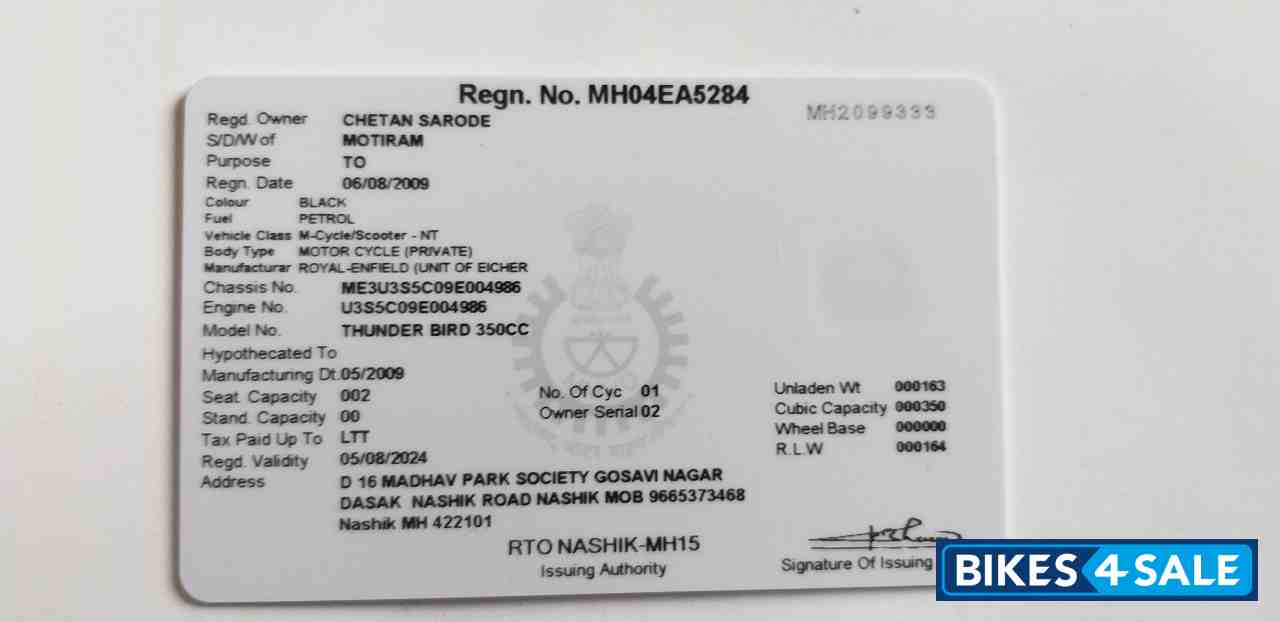 Regn. No. MH04EA5284
MH2099333
Regd. Owner CHETAN SARODE
S/D/W of MOTIRAM
Purpose TO
Regn. Date 06/08/2009
Colour BLACK
Fuel PETROL
Vehicle Class M-Cycle/Scooter - NT
Body Type MOTOR CYCLE (PRIVATE)
Manufacturar ROYAL-ENFIELD (UNIT OF EICHER
Chassis No. ME3U3S5C09E004986
Engine No. U3S5C09E004986
Model No. THUNDER BIRD 350CC
Hypothecated To
Manufacturing Dt. 05/2009
Seat Capacity 002 No. Of Cyc 01 Unladen Wt 000163
Stand. Capacity 00 Owner Serial 02 Cubic Capacity 000350
Tax Paid Up To LTT Wheel Base 000000
Regd. Validity 05/08/2024 R.L.W 000164
Address D 16 MADHAV PARK SOCIETY GOSAVI NAGAR
DASAK NASHIK ROAD NASHIK MOB 9665373468
Nashik MH 422101
RTO NASHIK-MH15
Issuing Authority
Signature Of Issuing
BIKES4SALE